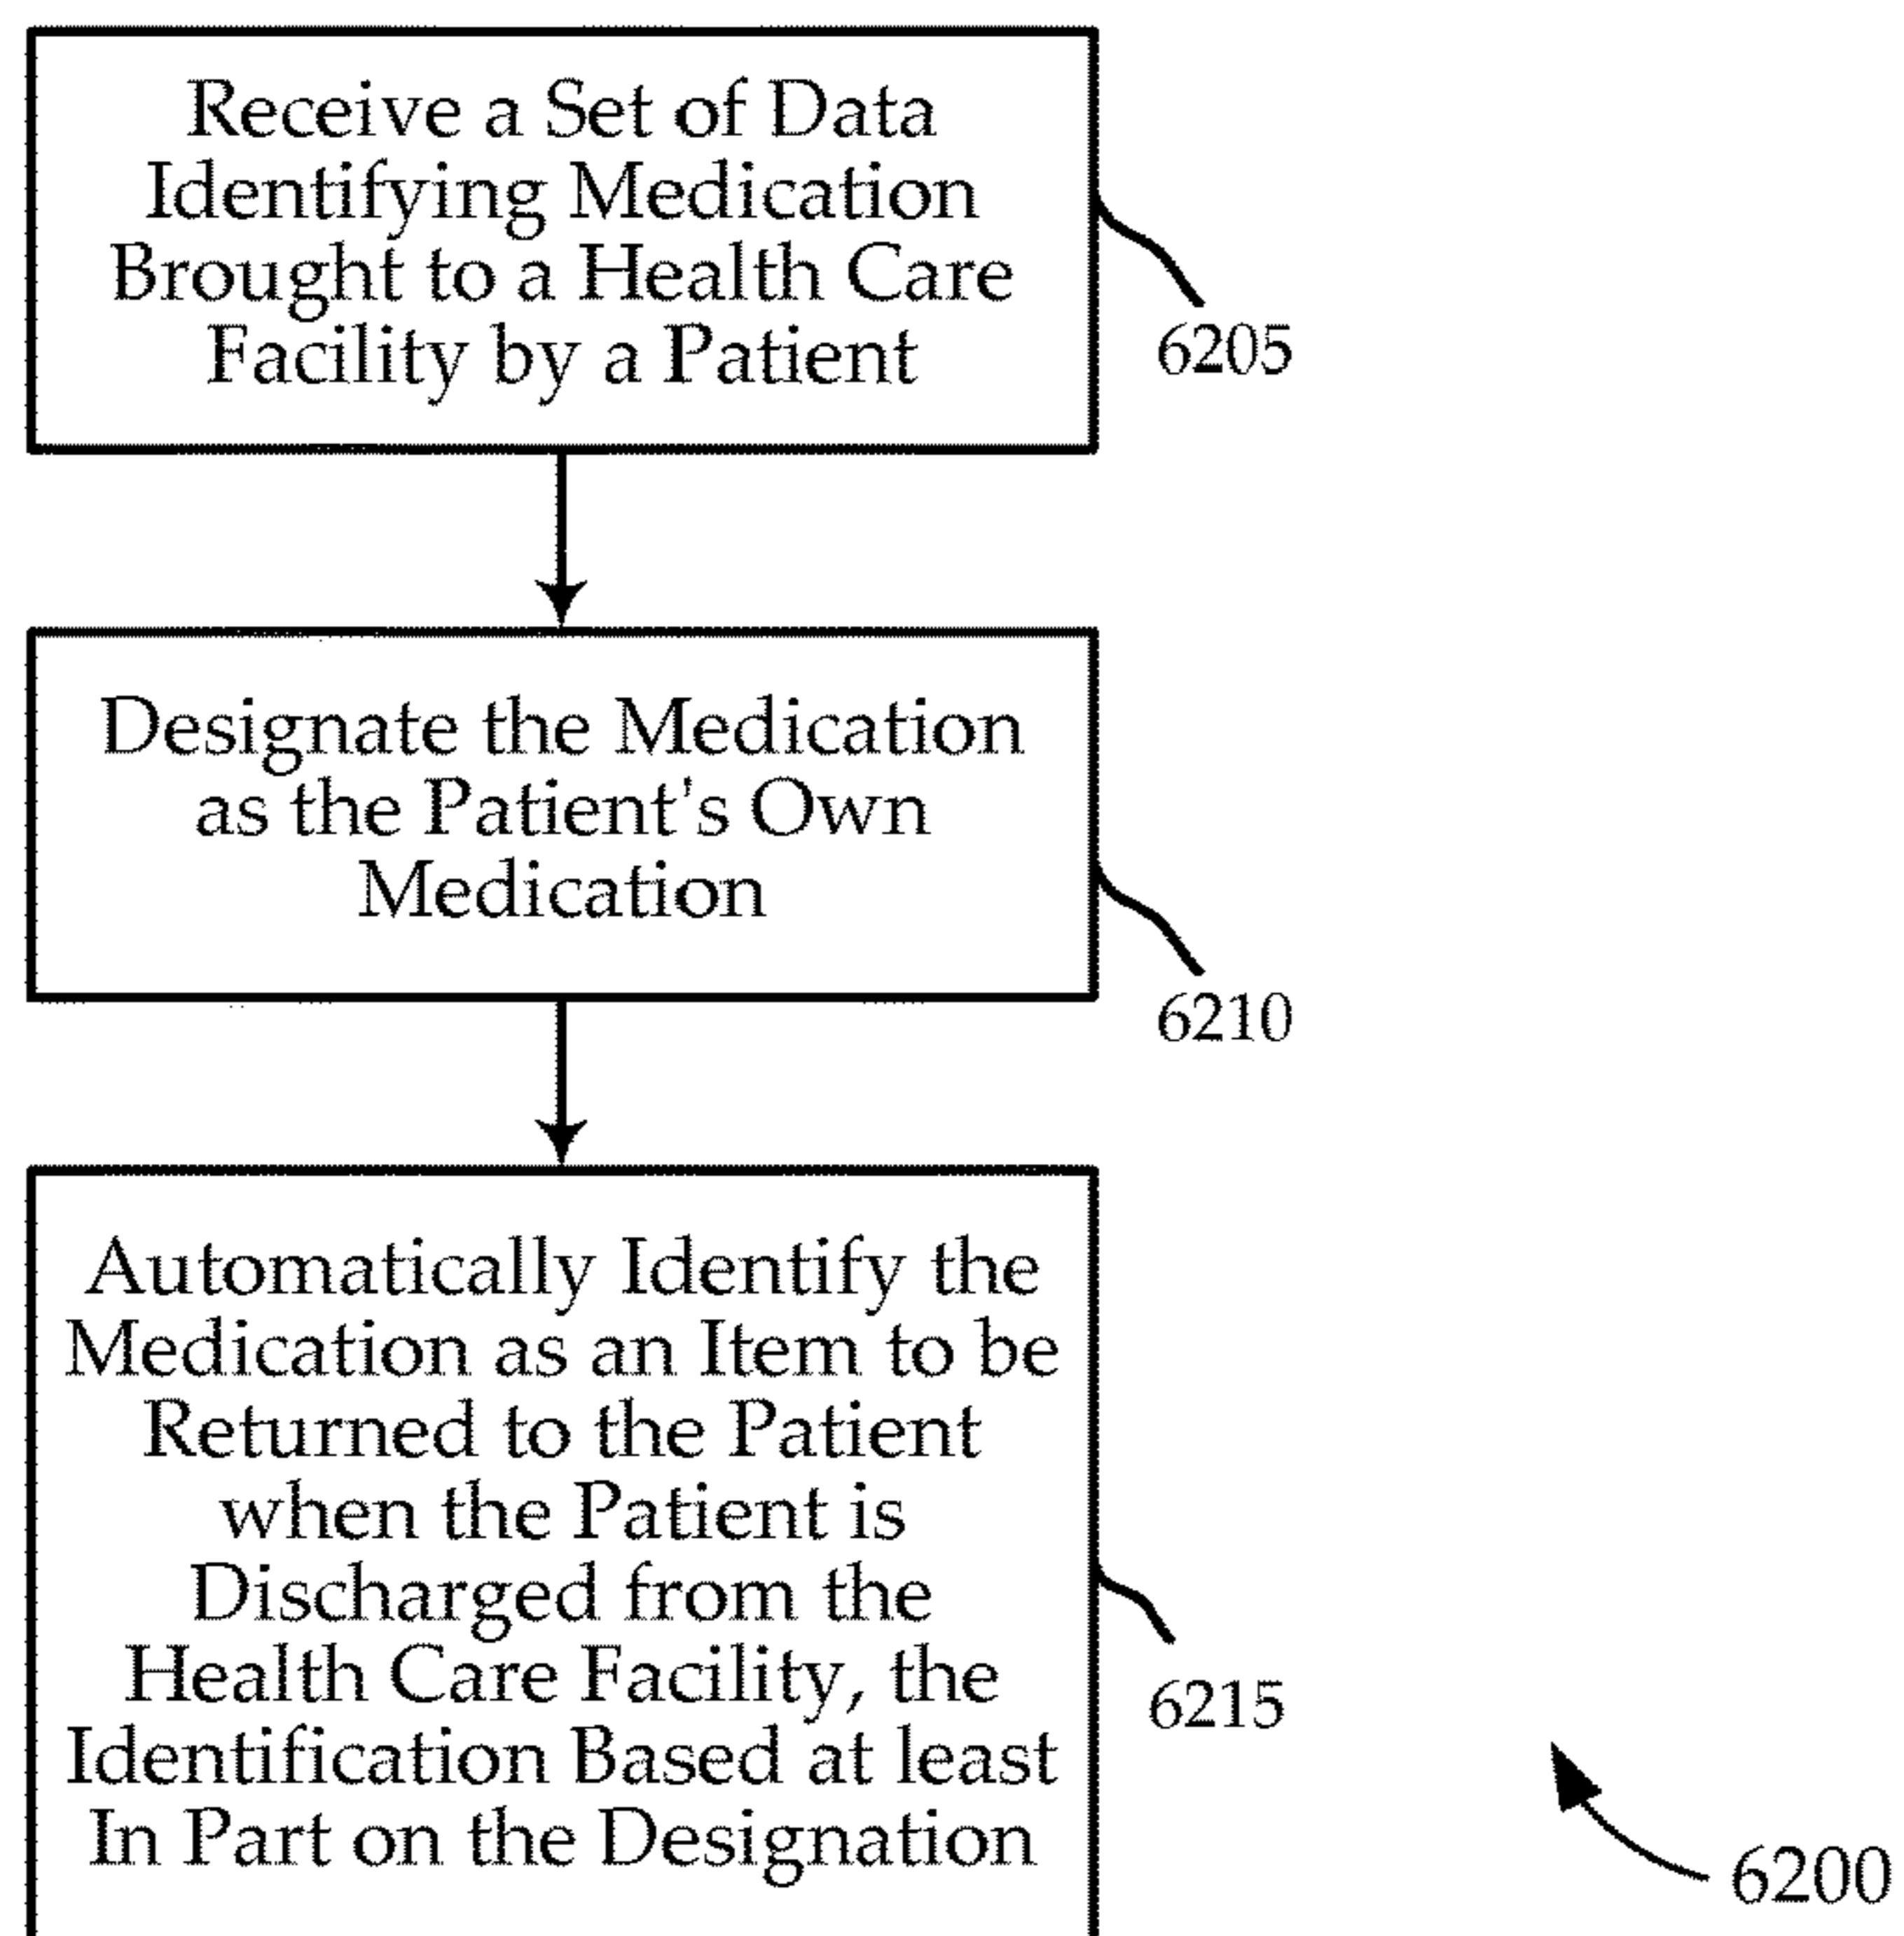 Receive a Set of Data
Identifying Medication
Brought to a Health Care
Facility by a Patient
6205
Designate the Medication
as the Patient's Own
Medication
6210
Automatically Identify the
Medication as an Item to be
Returned to the Patient
when the Patient is
Discharged from the
Health Care Facility, the
Identification Based at least
In Part on the Designation
6215
6200